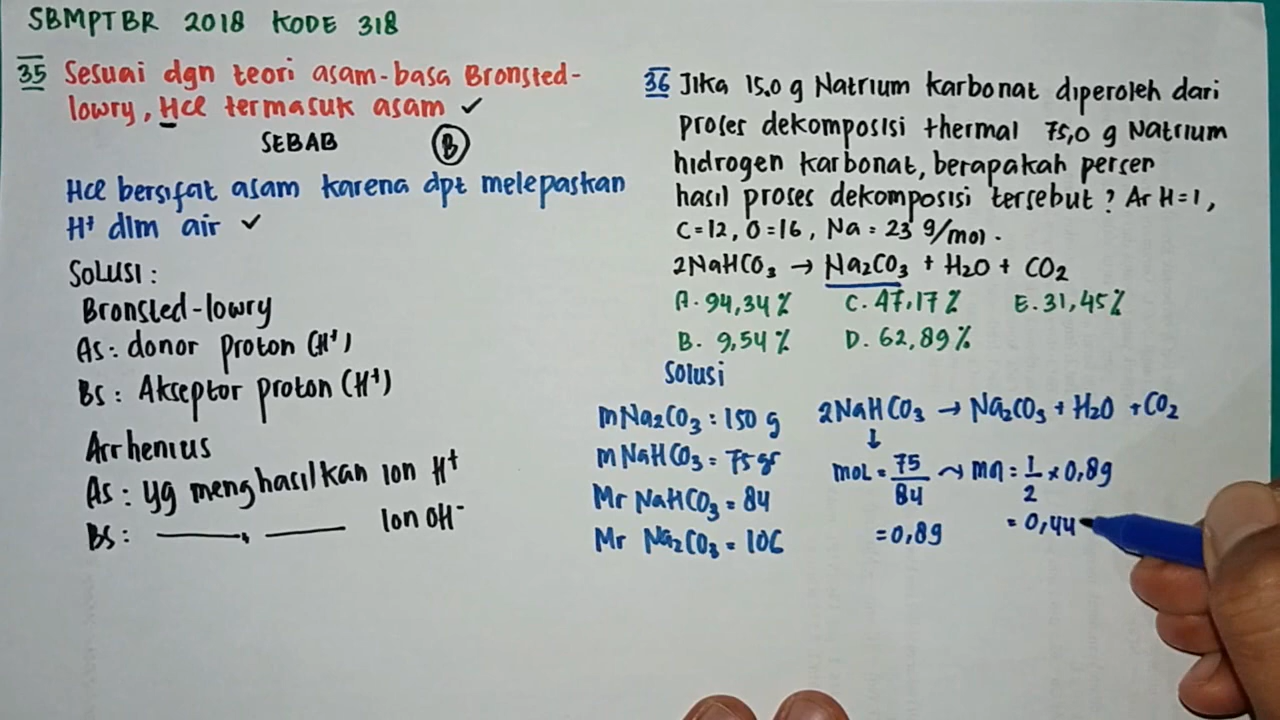 SBMPTBR 2018 KODE 318
35 Sesuai dgn teori asam-basa Bronsted-
lowry, Hcl termasuk asam ✓
SEBAB B
Hcl bersifat asam karena dpt melepaskan
H⁺ dlm air ✓
SOLUSI :
Bronsted-lowry
As : donor proton (H⁺)
Bs : Akseptor proton (H⁺)
Arrhenius
As : yg menghasilkan Ion H⁺
Bs : ——,—— Ion OH⁻
36 Jika 15.0 g Natrium karbonat diperoleh dari
proses dekomposisi thermal 75,0 g Natrium
hidrogen karbonat, berapakah persen
hasil proses dekomposisi tersebut ? Ar H=1,
C=12, O=16, Na = 23 g/mol.
2NaHCO₃ → Na₂CO₃ + H₂O + CO₂
A. 94,34% C. 47,17% E. 31,45%
B. 9,54% D. 62,89%
Solusi
mNa₂CO₃ : 150 g
mNaHCO₃ = 75 gr
Mr NaHCO₃ = 84
Mr Na₂CO₃ = 106
2NaHCO₃ → Na₂CO₃ + H₂O + CO₂
↓
mol = 75/84 ~> mn = 1/2 × 0,89
= 0,89 = 0,44